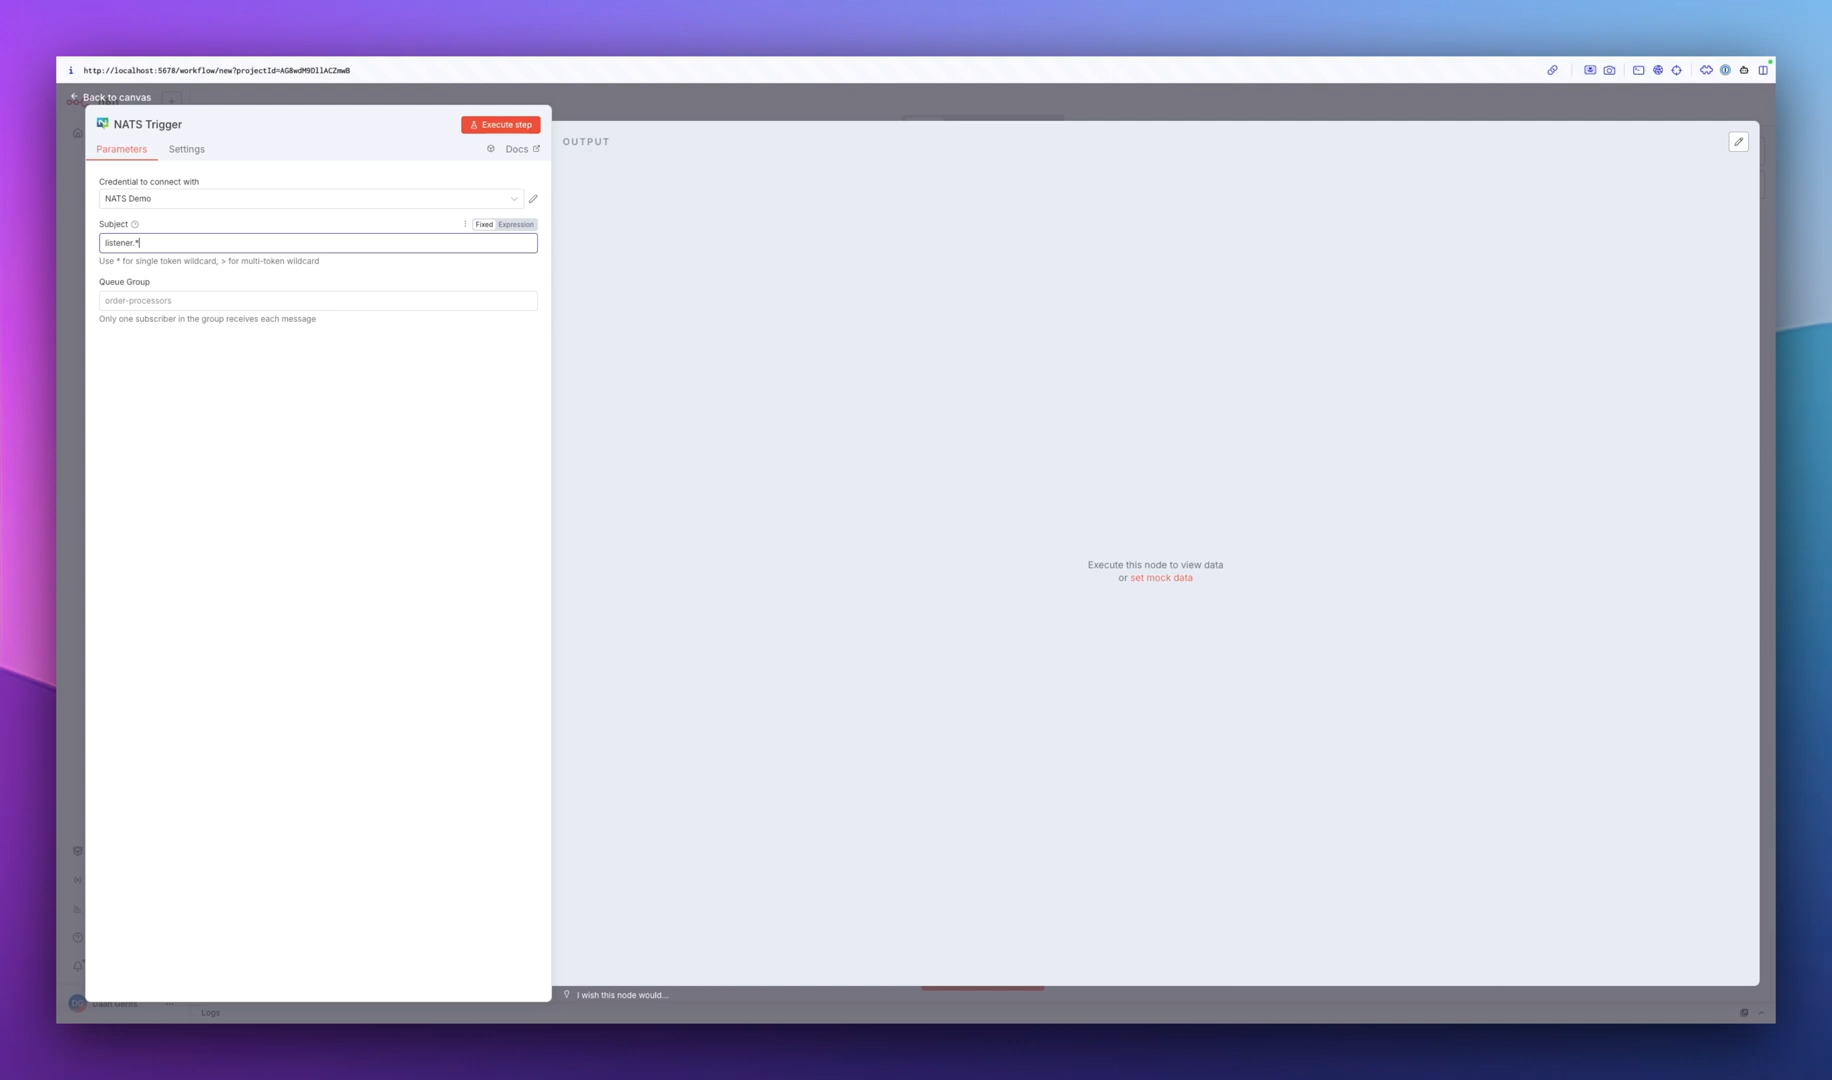 http://localhost:5678/workflow/new?projectId=AG8wdM9DllACZmwB
Back to canvas
NATS Trigger
Execute step
Parameters
Settings
Docs
Credential to connect with
NATS Demo
Subject
Fixed
Expression
listener.*
Use * for single token wildcard, > for multi-token wildcard
Queue Group
order-processors
Only one subscriber in the group receives each message
OUTPUT
Execute this node to view data
or set mock data
I wish this node would...
DG
Logs